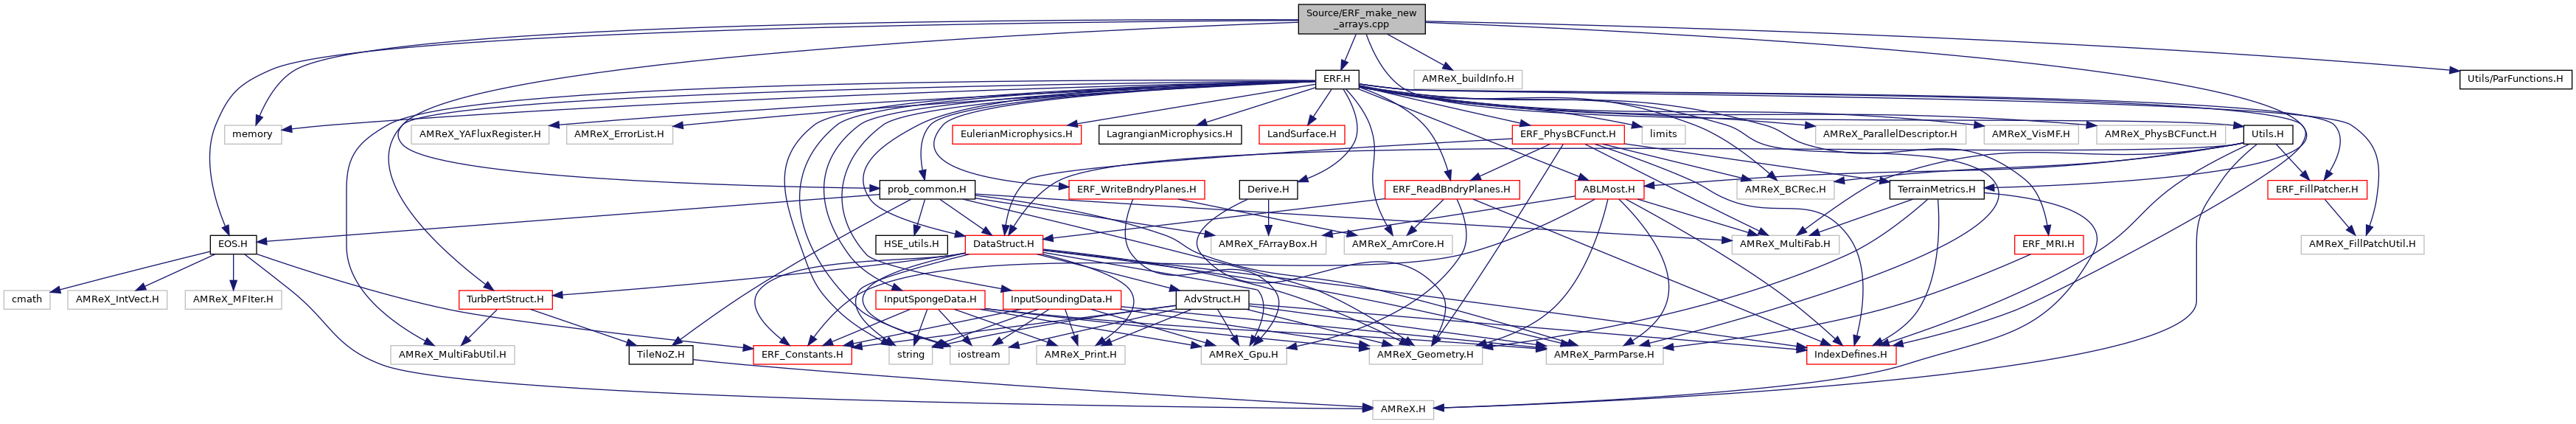 Source/ERF_make_new
_arrays.cpp
ERF.H
AMReX_buildInfo.H
Utils/ParFunctions.H
memory
AMReX_YAFluxRegister.H
AMReX_ErrorList.H
EulerianMicrophysics.H
LagrangianMicrophysics.H
LandSurface.H
ERF_PhysBCFunct.H
limits
AMReX_ParallelDescriptor.H
AMReX_VisMF.H
AMReX_PhysBCFunct.H
Utils.H
prob_common.H
ERF_WriteBndryPlanes.H
Derive.H
ERF_ReadBndryPlanes.H
ABLMost.H
AMReX_BCRec.H
TerrainMetrics.H
ERF_FillPatcher.H
EOS.H
HSE_utils.H
DataStruct.H
AMReX_FArrayBox.H
AMReX_AmrCore.H
AMReX_MultiFab.H
ERF_MRI.H
AMReX_FillPatchUtil.H
cmath
AMReX_IntVect.H
AMReX_MFIter.H
TurbPertStruct.H
InputSpongeData.H
InputSoundingData.H
AdvStruct.H
AMReX_MultiFabUtil.H
TileNoZ.H
ERF_Constants.H
string
iostream
AMReX_Print.H
AMReX_Gpu.H
AMReX_Geometry.H
AMReX_ParmParse.H
IndexDefines.H
AMReX.H